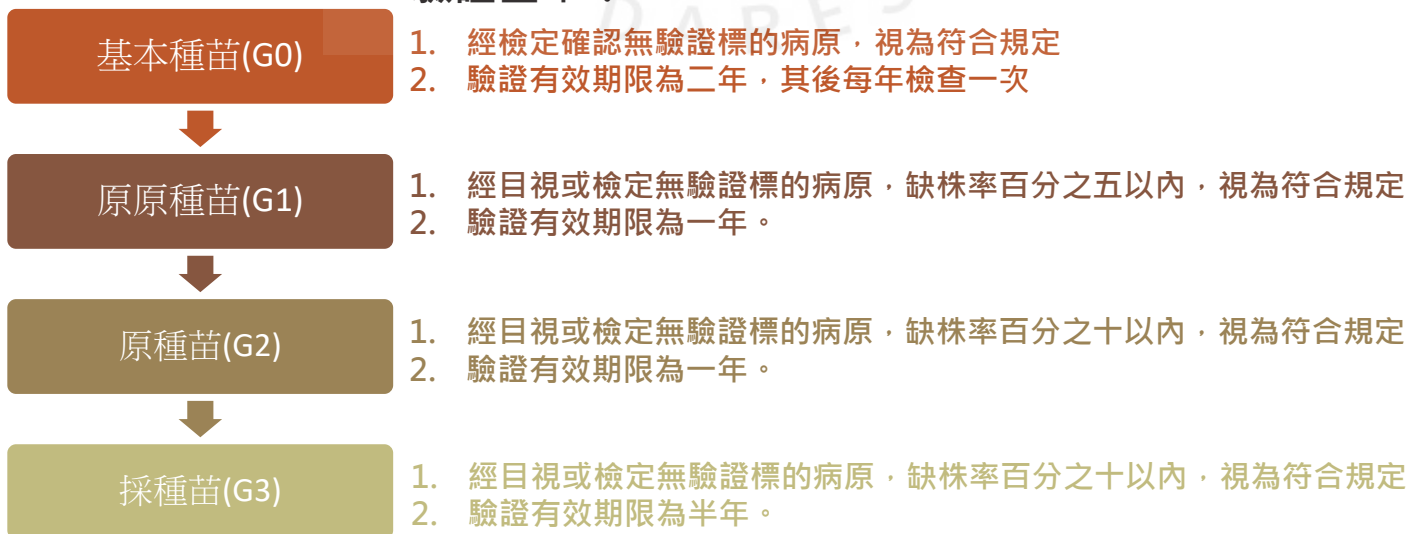 基本種苗(G0)
1. 經檢定確認無驗證標的病原，視為符合規定
2. 驗證有效期限為二年，其後每年檢查一次
原原種苗(G1)
1. 經目視或檢定無驗證標的病原，缺株率百分之五以內，視為符合規定
2. 驗證有效期限為一年。
原種苗(G2)
1. 經目視或檢定無驗證標的病原，缺株率百分之十以內，視為符合規定
2. 驗證有效期限為一年。
採種苗(G3)
1. 經目視或檢定無驗證標的病原，缺株率百分之十以內，視為符合規定
2. 驗證有效期限為半年。